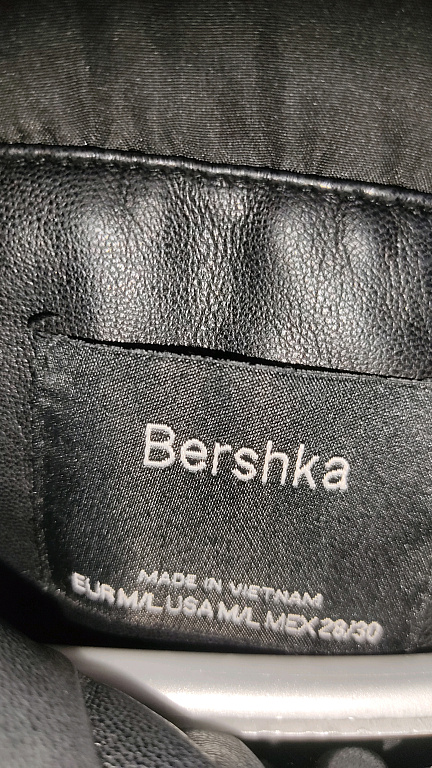 Bershka
MADE IN VIETNAM
EUR M/L USA M/L MEX 28/30